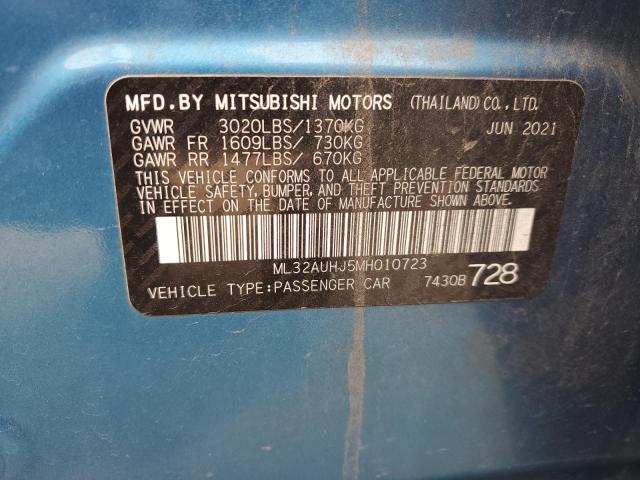 MFD.BY MITSUBISHI MOTORS (THAILAND) CO., LTD.
GVWR 3020LBS/1370KG JUN 2021
GAWR FR 1609LBS/ 730KG
GAWR RR 1477LBS/ 670KG
THIS VEHICLE CONFORMS TO ALL APPLICABLE FEDERAL MOTOR
VEHICLE SAFETY, BUMPER, AND THEFT PREVENTION STANDARDS
IN EFFECT ON THE DATE OF MANUFACTURE SHOWN ABOVE.
ML32AUHJ5MH010723
VEHICLE TYPE:PASSENGER CAR 7430B 728